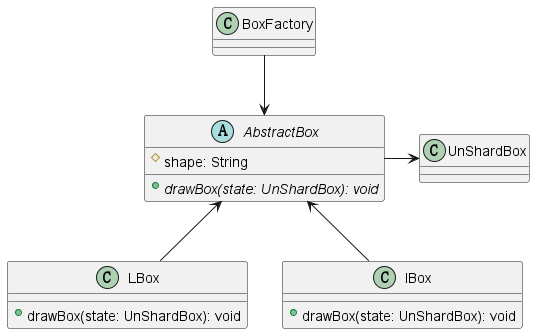 C BoxFactory
A AbstractBox
shape: String
drawBox(state: UnShardBox): void
C UnShardBox
C LBox
drawBox(state: UnShardBox): void
C IBox
drawBox(state: UnShardBox): void